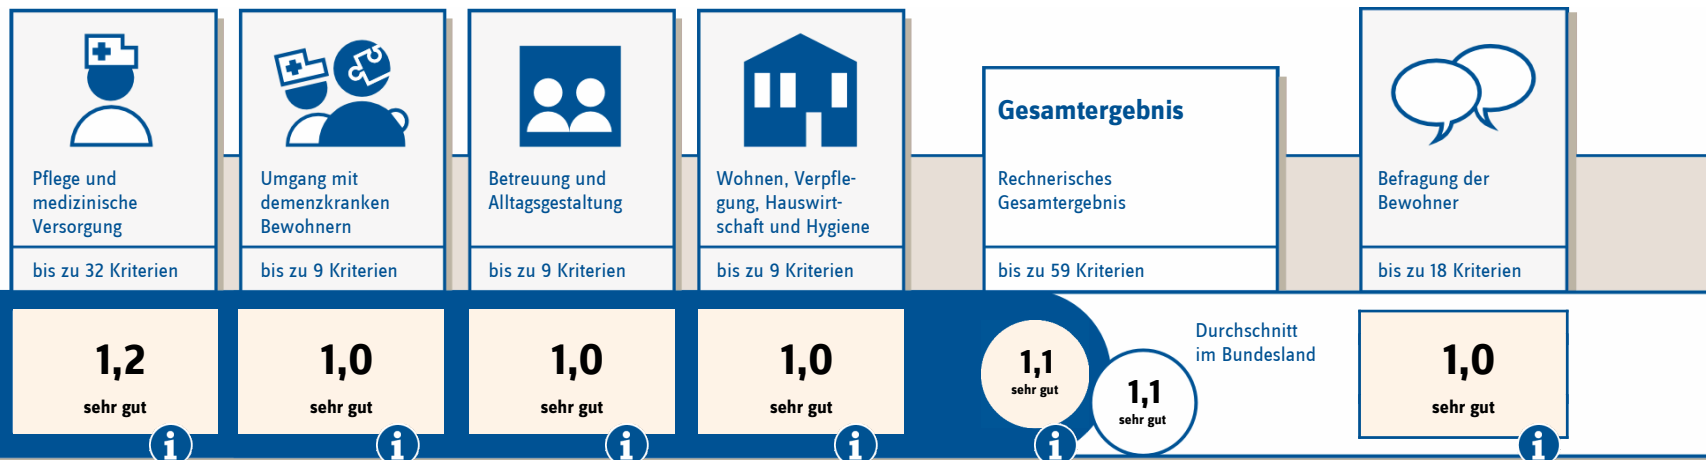 Pflege und
medizinische
Versorgung
bis zu 32 Kriterien
1,2
sehr gut
Umgang mit
demenzkranken
Bewohnern
bis zu 9 Kriterien
1,0
sehr gut
Betreuung und
Alltagsgestaltung
bis zu 9 Kriterien
1,0
sehr gut
Wohnen, Verpfle-
gung, Hauswirt-
schaft und Hygiene
bis zu 9 Kriterien
1,0
sehr gut
Gesamtergebnis
Rechnerisches
Gesamtergebnis
bis zu 59 Kriterien
1,1
sehr gut
Durchschnitt
im Bundesland
1,1
sehr gut
Befragung der
Bewohner
bis zu 18 Kriterien
1,0
sehr gut